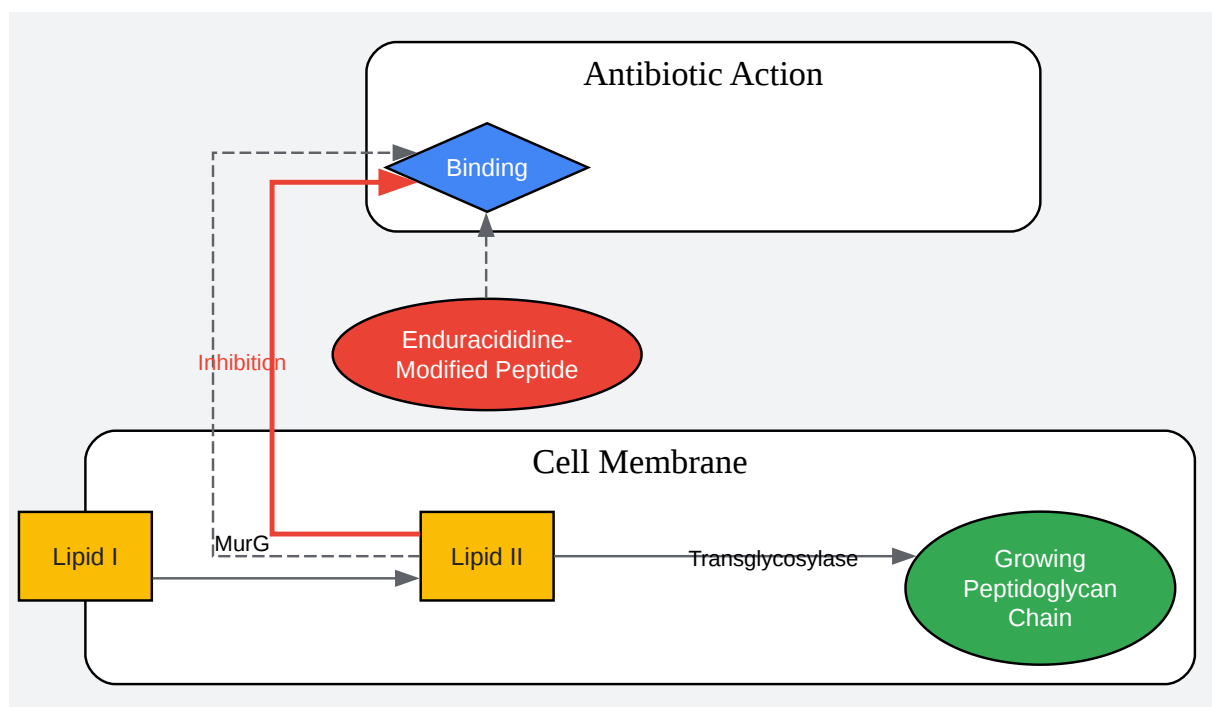 Antibiotic Action
Binding
Enduracididine-
Modified Peptide
Inhibition
Cell Membrane
MurG
Lipid I
Lipid II
Transglycosylase
Growing
Peptidoglycan
Chain